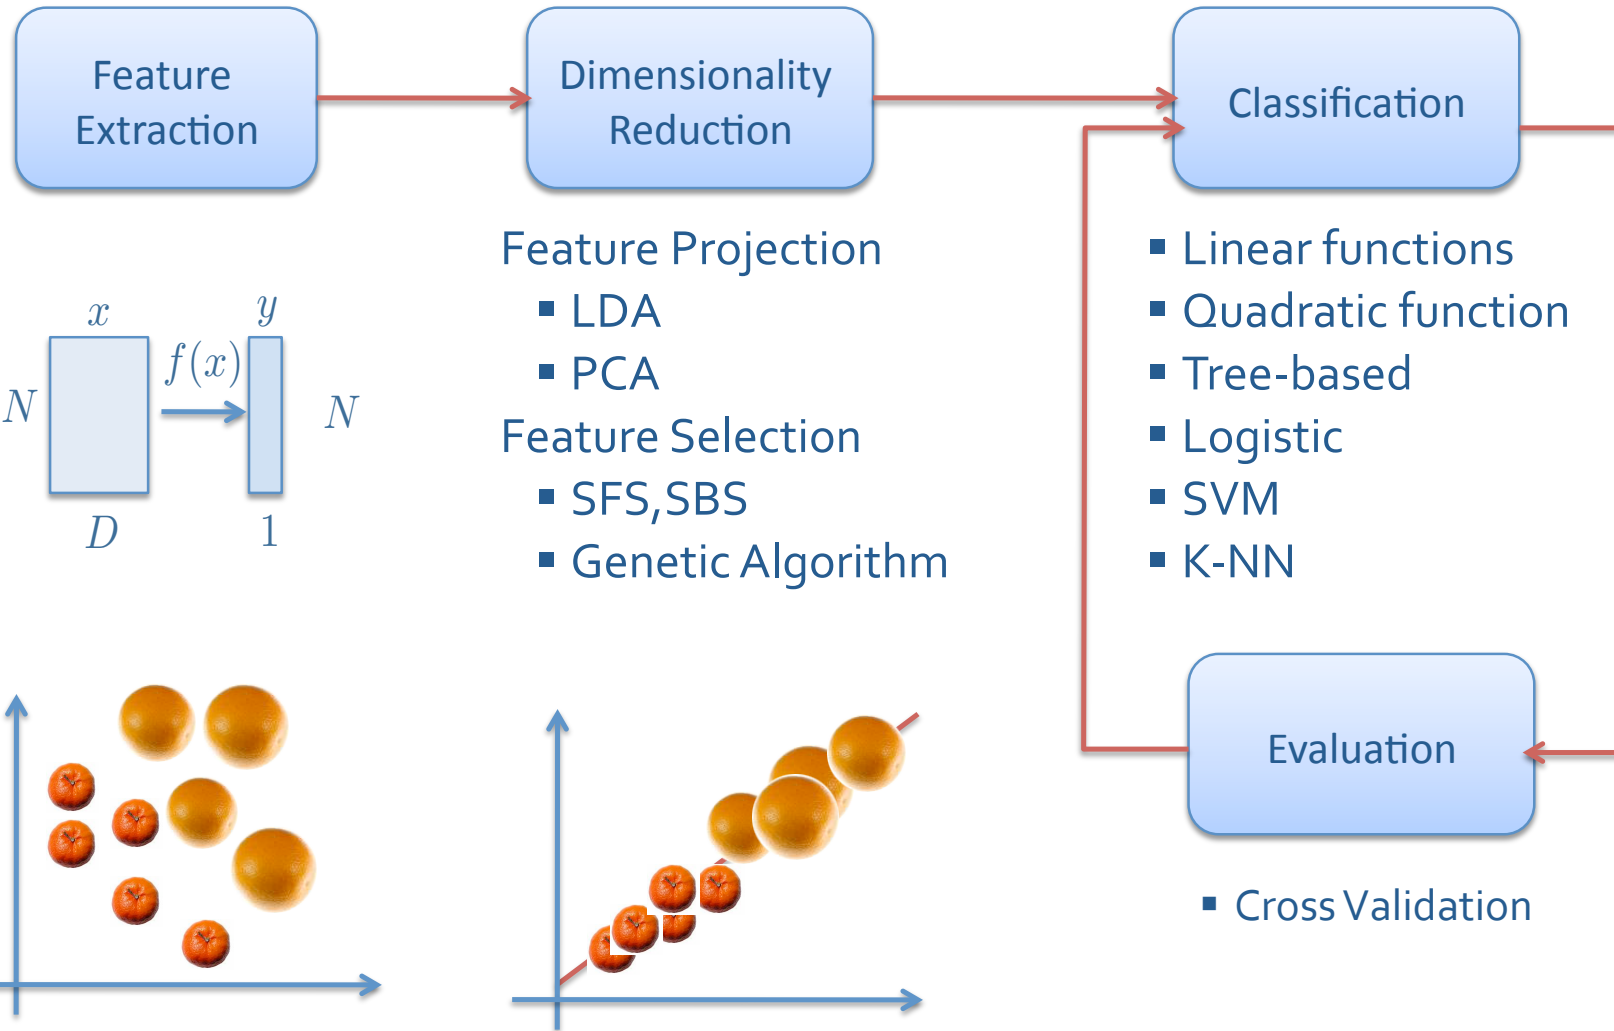 Feature
Extraction
Dimensionality
Reduction
Classification
x
y
f(x)
N
N
D
1
Feature Projection
▪ LDA
▪ PCA
Feature Selection
▪ SFS,SBS
▪ Genetic Algorithm
▪ Linear functions
▪ Quadratic function
▪ Tree-based
▪ Logistic
▪ SVM
▪ K-NN
Evaluation
▪ Cross Validation